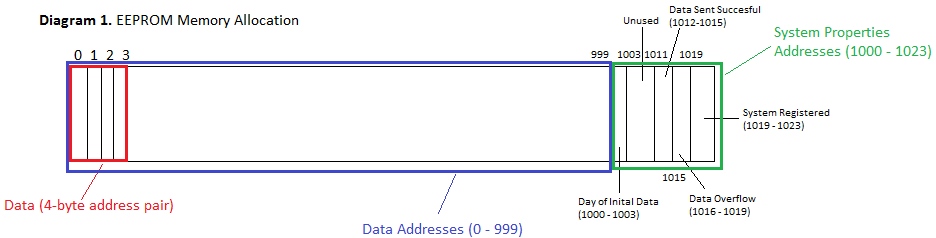 Diagram 1. EEPROM Memory Allocation
Data Sent Succesful
(1012-1015)
Unused
System Properties
Addresses (1000 - 1023)
0 1 2 3
999 1003 1011 1019
System Registered
(1019 - 1023)
1015
Data (4-byte address pair)
Day of Inital Data
(1000 - 1003)
Data Overflow
(1016 - 1019)
Data Addresses (0 - 999)